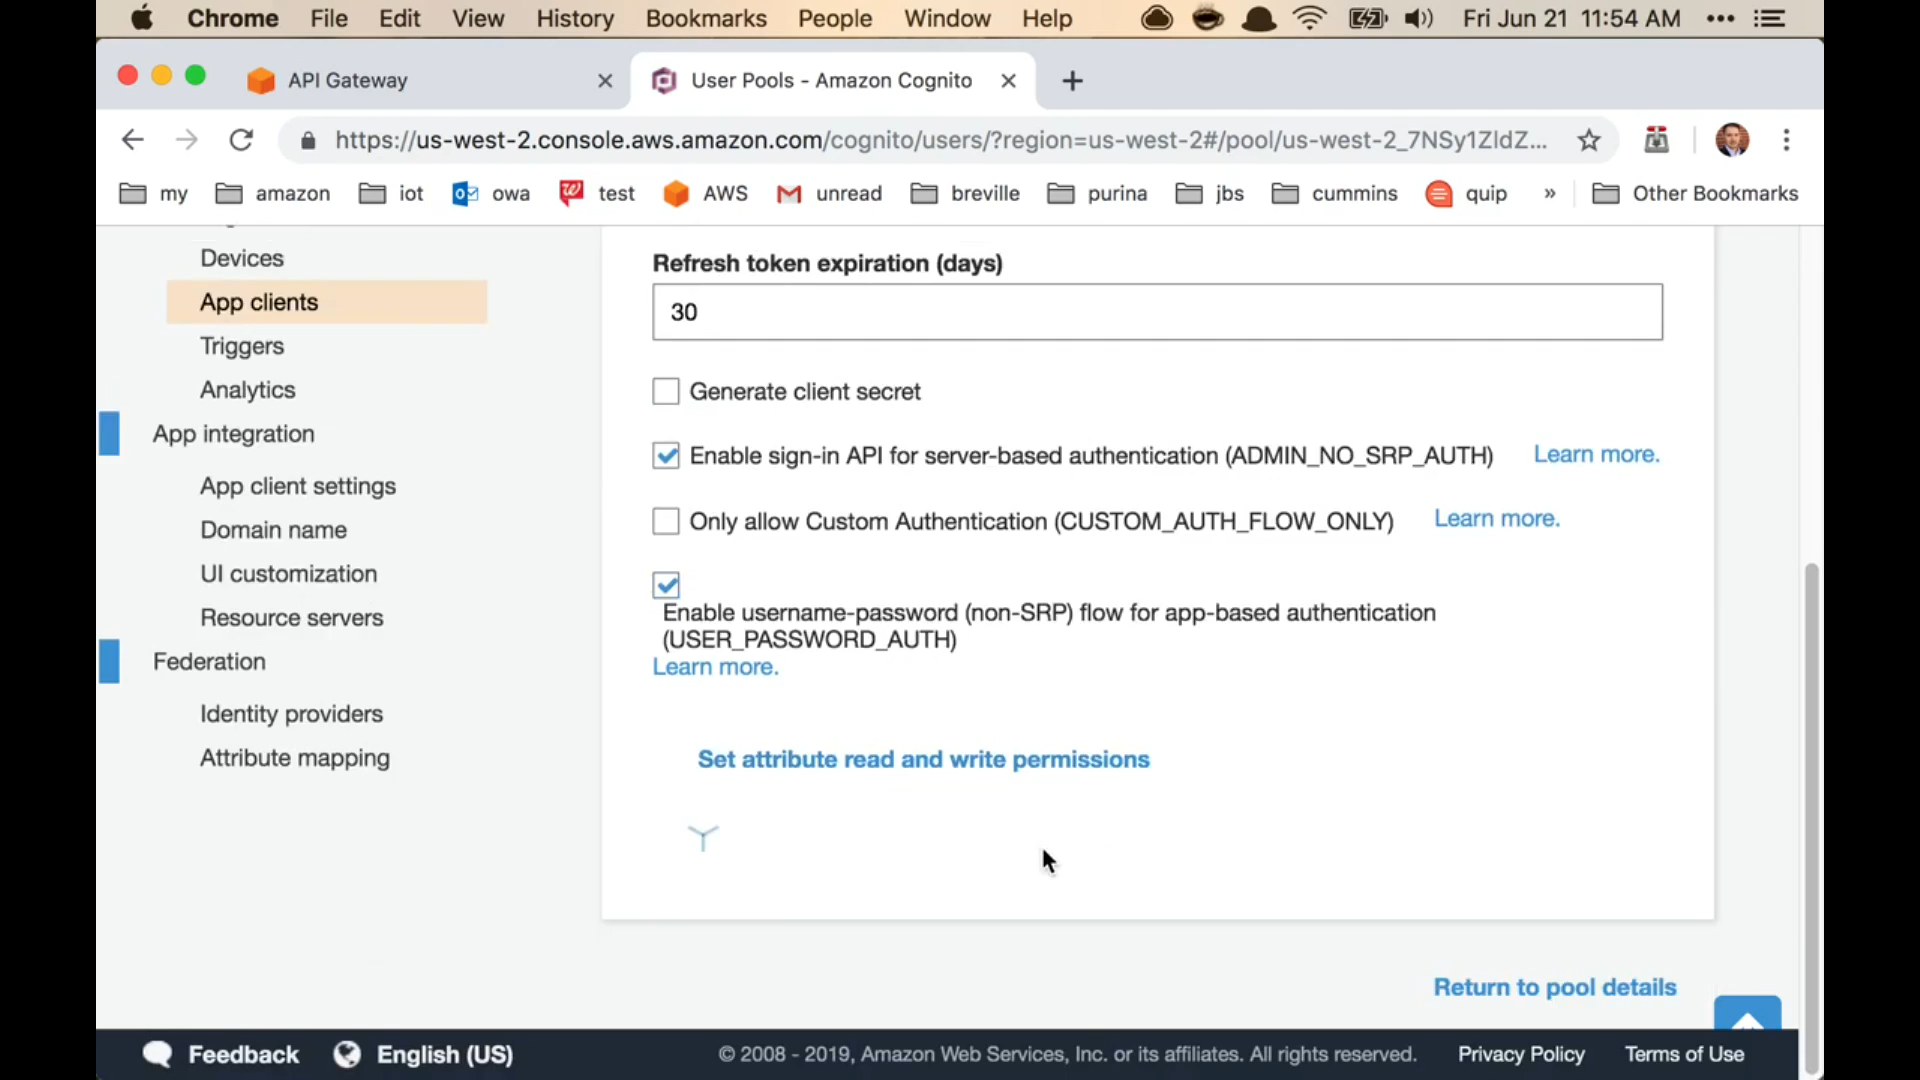 Chrome File Edit View History Bookmarks People Window Help Fri Jun 21 11:54 AM
API Gateway
User Pools - Amazon Cognito
https://us-west-2.console.aws.amazon.com/cognito/users/?region=us-west-2#/pool/us-west-2_7NSy1ZldZ...
my amazon iot owa test AWS unread breville purina jbs cummins quip » Other Bookmarks
Devices
App clients
Triggers
Analytics
App integration
App client settings
Domain name
UI customization
Resource servers
Federation
Identity providers
Attribute mapping
Refresh token expiration (days)
30
Generate client secret
Enable sign-in API for server-based authentication (ADMIN_NO_SRP_AUTH) Learn more.
Only allow Custom Authentication (CUSTOM_AUTH_FLOW_ONLY) Learn more.
Enable username-password (non-SRP) flow for app-based authentication
(USER_PASSWORD_AUTH)
Learn more.
Set attribute read and write permissions
Return to pool details
Feedback English (US) © 2008 - 2019, Amazon Web Services, Inc. or its affiliates. All rights reserved. Privacy Policy Terms of Use